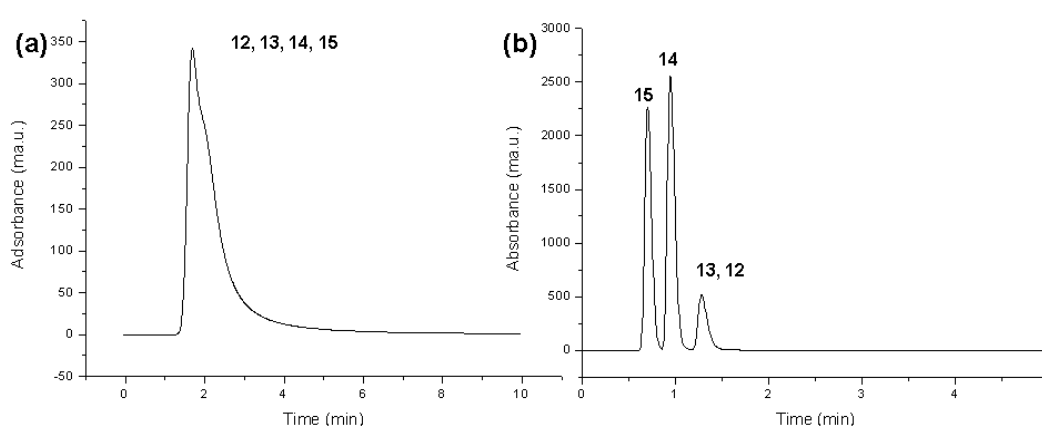 (a)
12, 13, 14, 15
350
300
250
200
150
100
50
0
-50
Adsorbance (ma.u.)
0 2 4 6 8 10
Time (min)
(b)
3000
2500
2000
1500
1000
500
0
Absorbance (ma.u.)
14
15
13, 12
0 1 2 3 4
Time (min)